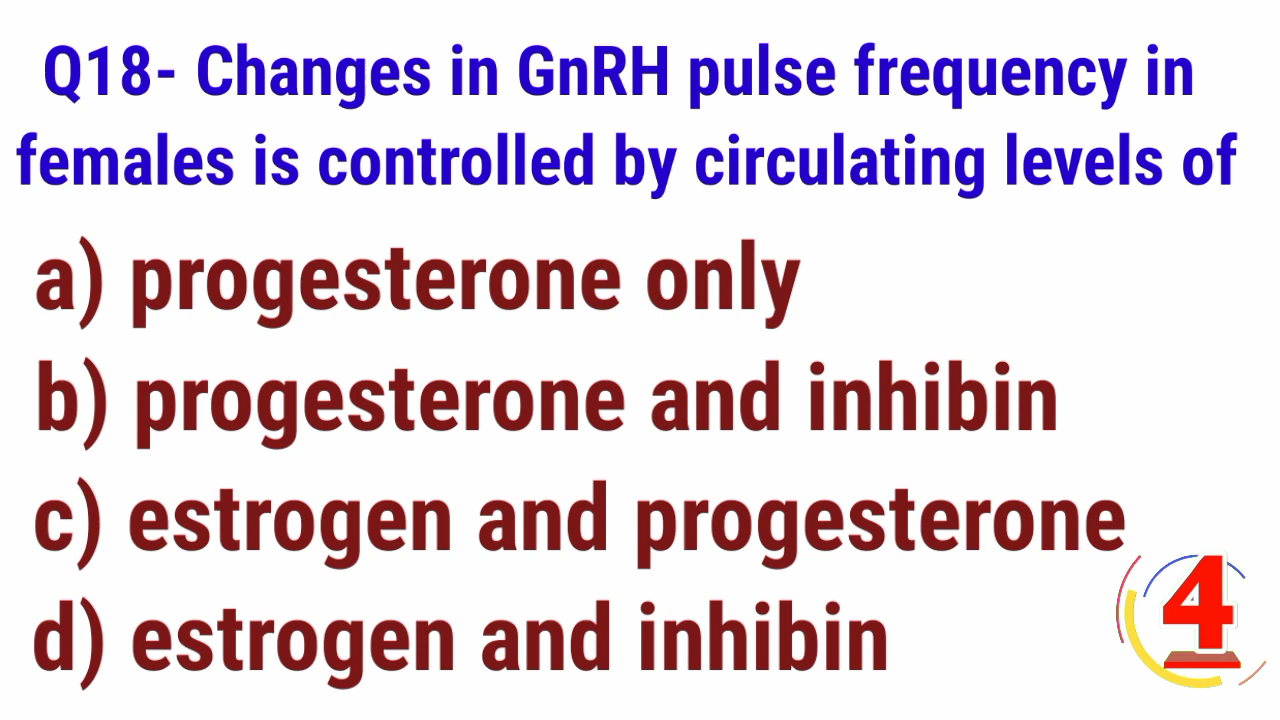 Q18- Changes in GnRH pulse frequency in
females is controlled by circulating levels of
a) progesterone only
b) progesterone and inhibin
c) estrogen and progesterone
d) estrogen and inhibin
4